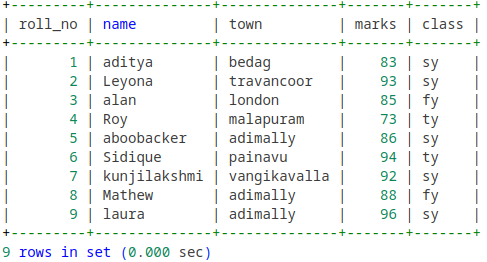 +---------+--------------+--------------+-------+-------+
| roll_no | name         | town         | marks | class |
+---------+--------------+--------------+-------+-------+
|       1 | aditya       | bedag        |    83 | sy    |
|       2 | Leyona       | travancoor   |    93 | sy    |
|       3 | alan         | london       |    85 | fy    |
|       4 | Roy          | malapuram    |    73 | ty    |
|       5 | aboobacker   | adimally     |    86 | sy    |
|       6 | Sidique      | painavu      |    94 | ty    |
|       7 | kunjilakshmi | vangikavalla |    92 | sy    |
|       8 | Mathew       | adimally     |    88 | fy    |
|       9 | laura        | adimally     |    96 | sy    |
+---------+--------------+--------------+-------+-------+
9 rows in set (0.000 sec)